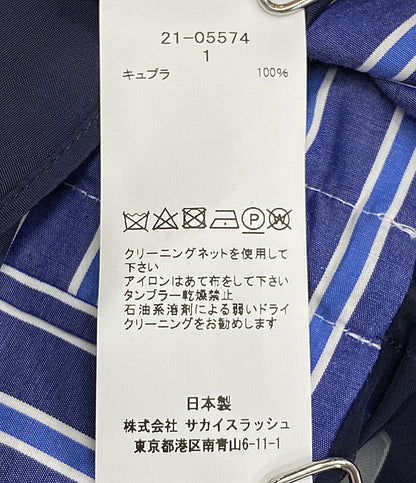 21-05574
1
キュプラ 100%
P W
クリーニングネットを使用して
下さい
アイロンはあて布をして下さい
タンブラー乾燥禁止
石油系溶剤による弱いドライ
クリーニングをお勧めします
日本製
株式会社 サカイスラッシュ
東京都港区南青山6-11-1